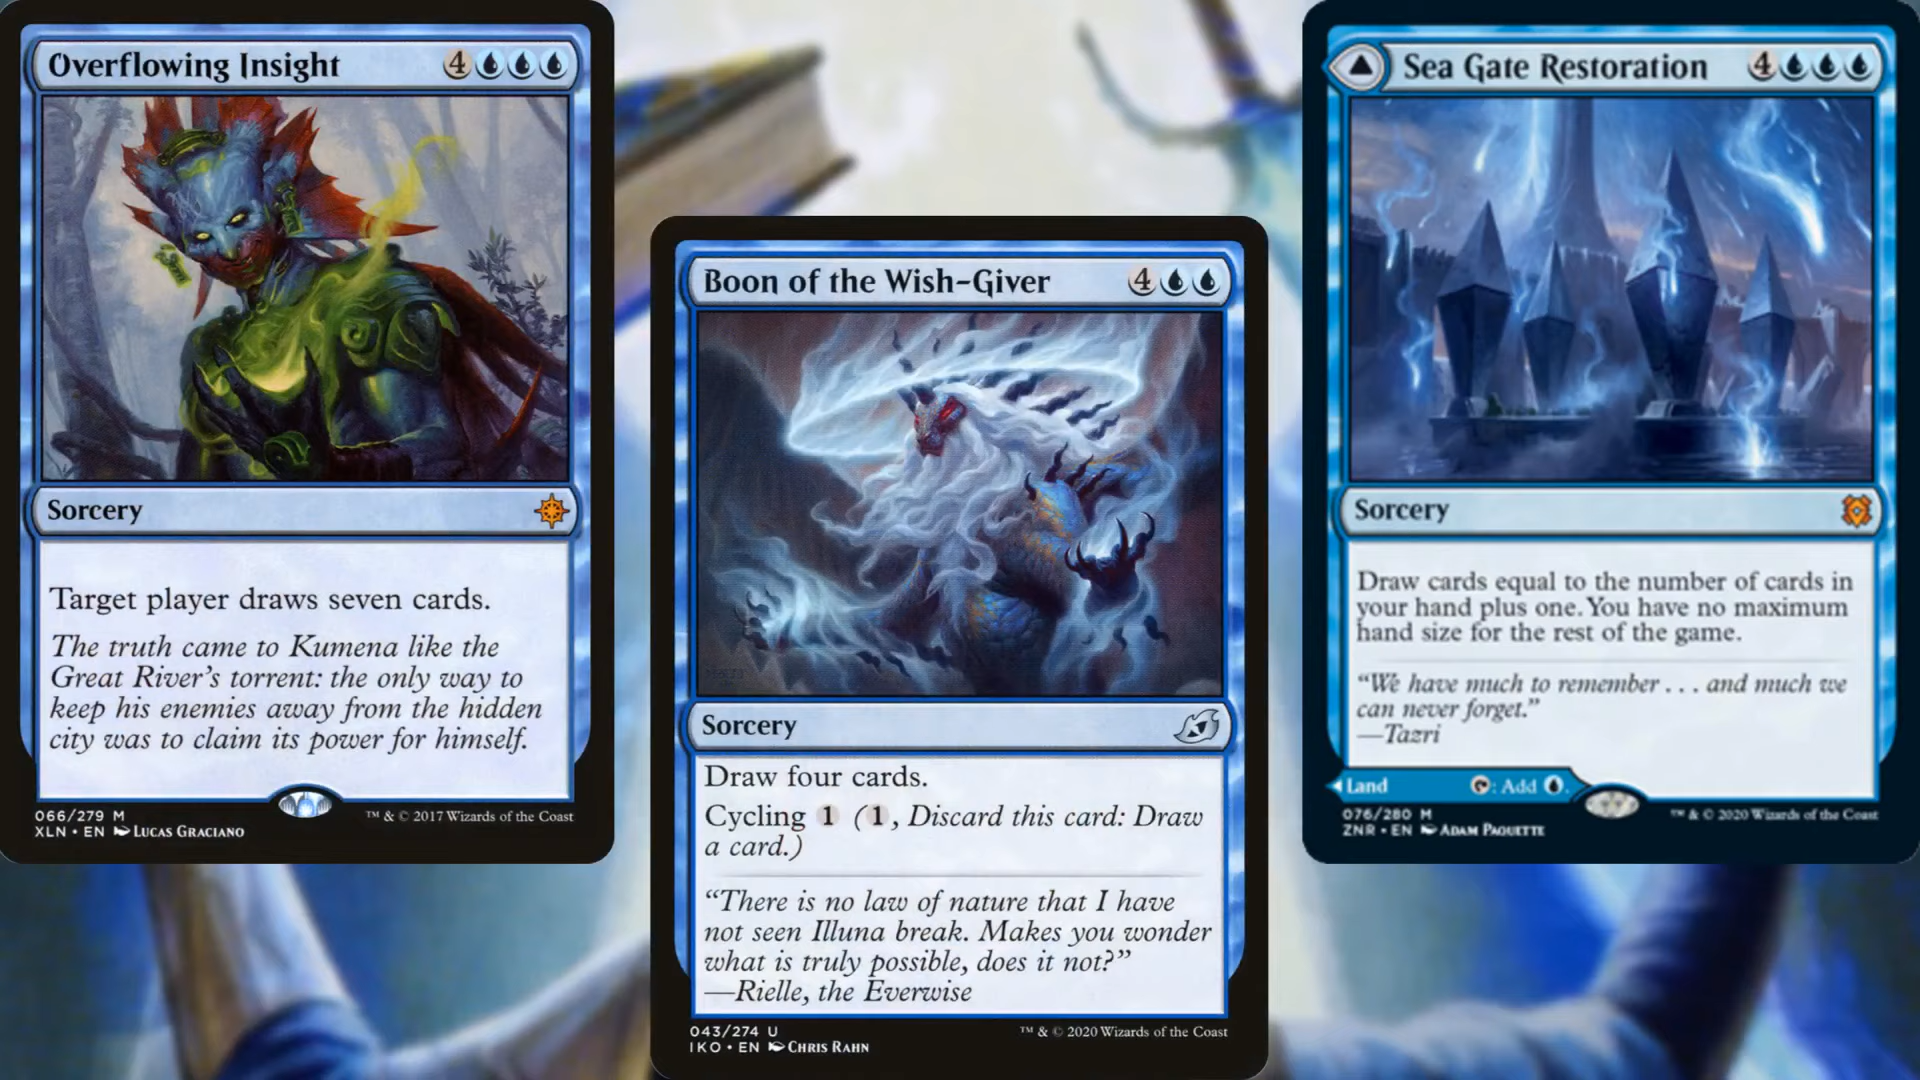 Overflowing Insight 4
Sorcery
Target player draws seven cards.
The truth came to Kumena like the
Great River's torrent: the only way to
keep his enemies away from the hidden
city was to claim its power for himself.
066/279 M
XLN • EN LUCAS GRACIANO
™ & © 2017 Wizards of the Coast
Boon of the Wish-Giver 4
Sorcery
Draw four cards.
Cycling 1 (1, Discard this card: Draw
a card.)
“There is no law of nature that I have
not seen Illuna break. Makes you wonder
what is truly possible, does it not?”
—Rielle, the Everwise
043/274 U
IKO • EN CHRIS RAHN
™ & © 2020 Wizards of the Coast
Sea Gate Restoration 4
Sorcery
Draw cards equal to the number of cards in
your hand plus one. You have no maximum
hand size for the rest of the game.
“We have much to remember . . . and much we
can never forget.”
—Tazri
Land : Add .
076/280 M
ZNR • EN ADAM PAQUETTE
™ & © 2020 Wizards of the Coast